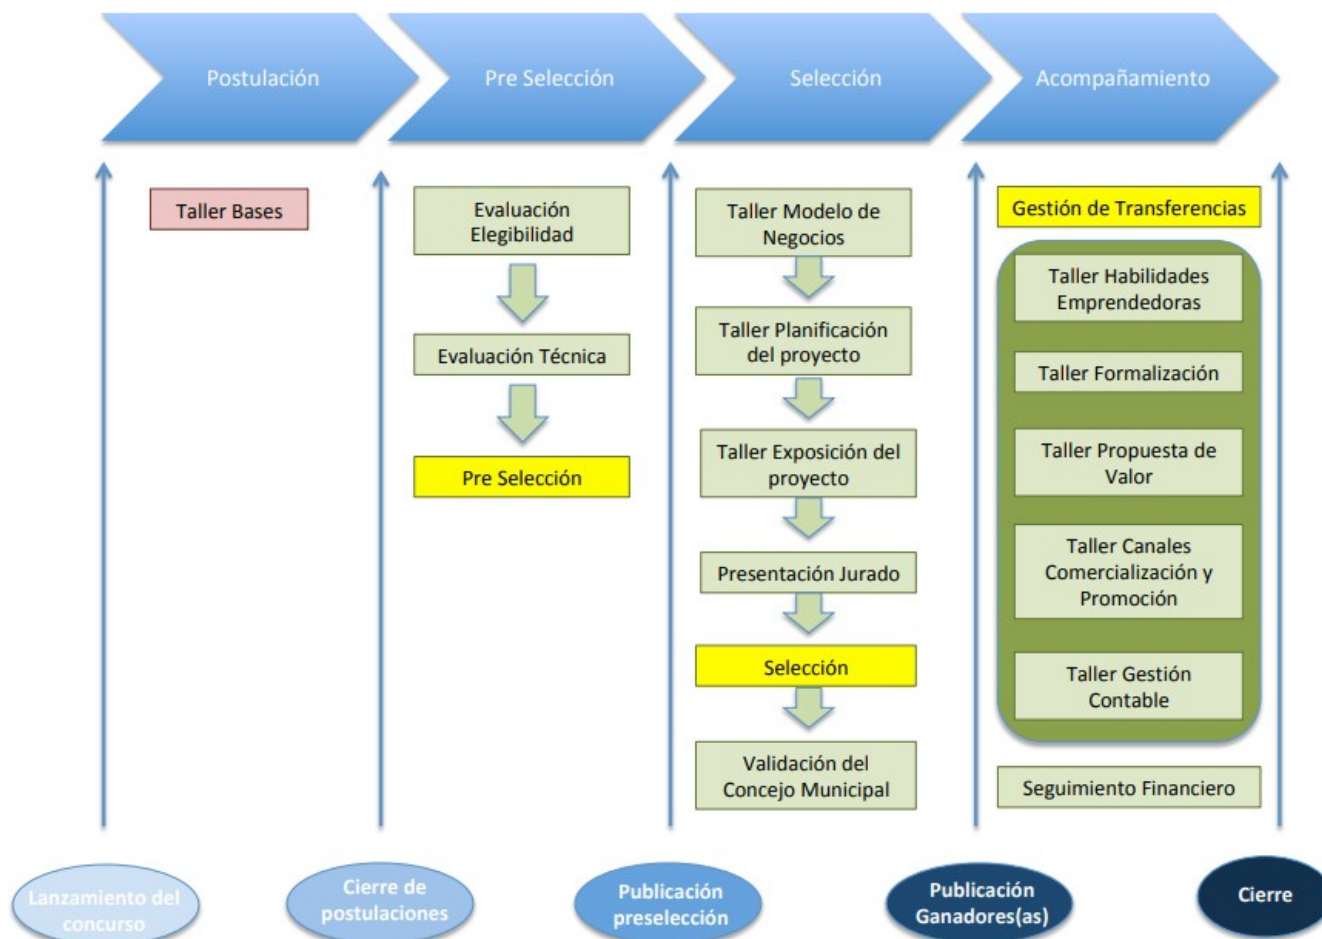 Postulación
Pre Selección
Selección
Acompañamiento
Taller Bases
Evaluación
Elegibilidad
Evaluación Técnica
Pre Selección
Taller Modelo de
Negocios
Taller Planificación
del proyecto
Taller Exposición del
proyecto
Presentación Jurado
Selección
Validación del
Concejo Municipal
Gestión de Transferencias
Taller Habilidades
Emprendedoras
Taller Formalización
Taller Propuesta de
Valor
Taller Canales
Comercialización y
Promoción
Taller Gestión
Contable
Seguimiento Financiero
Lanzamiento del
concurso
Cierre de
postulaciones
Publicación
preselección
Publicación
Ganadores(as)
Cierre